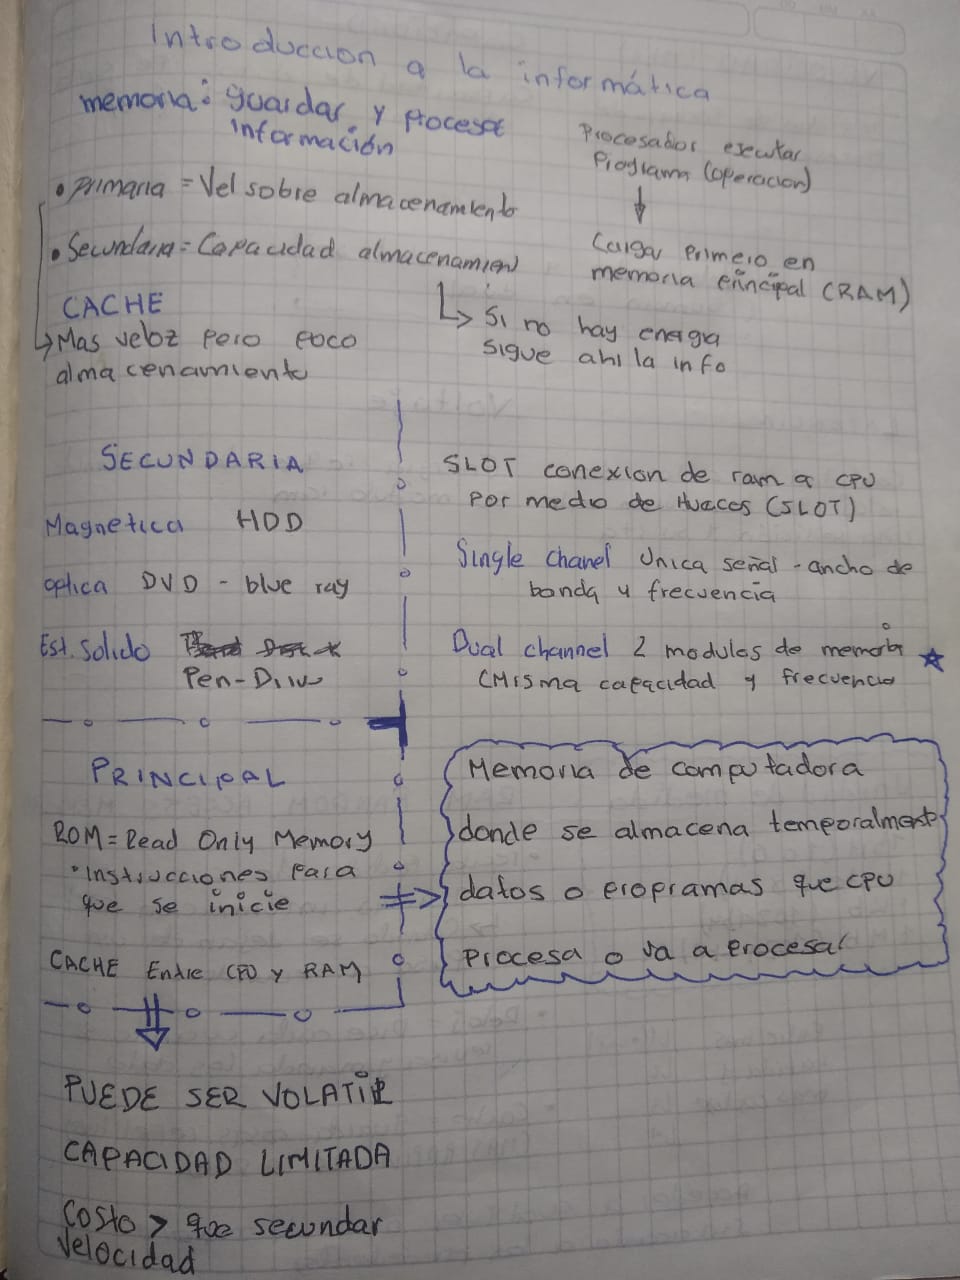 Introduccion a la informática
memoria: guardar y procesar
información
Procesador ejecutar
Programa (operacion)
• primaria = Vel sobre almacenamiento
Cargar primero en
memoria principal (RAM)
• Secundaria = Capacidad almacenamien
Si no hay energia
sigue ahi la info
CACHE
Mas veloz pero poco
almacenamiento
SECUNDARIA
Magnetica HDD
optica DVD - blue ray
Est. Solido
Pen-Drive
SLOT conexion de ram a CPU
por medio de Huecos (SLOT)
Single chanel Unica señal - ancho de
banda y frecuencia
Dual channel 2 modulos de memoria
(Misma capacidad y frecuencia
PRINCIPAL
ROM = Read Only Memory
• Instrucciones Para
que se inicie
CACHE Entre CPU y RAM
Memoria de computadora
donde se almacena temporalmente
datos o programas que CPU
Procesa o va a procesar
PUEDE SER VOLATIL
CAPACIDAD LIMITADA
Costo > que secundar
Velocidad